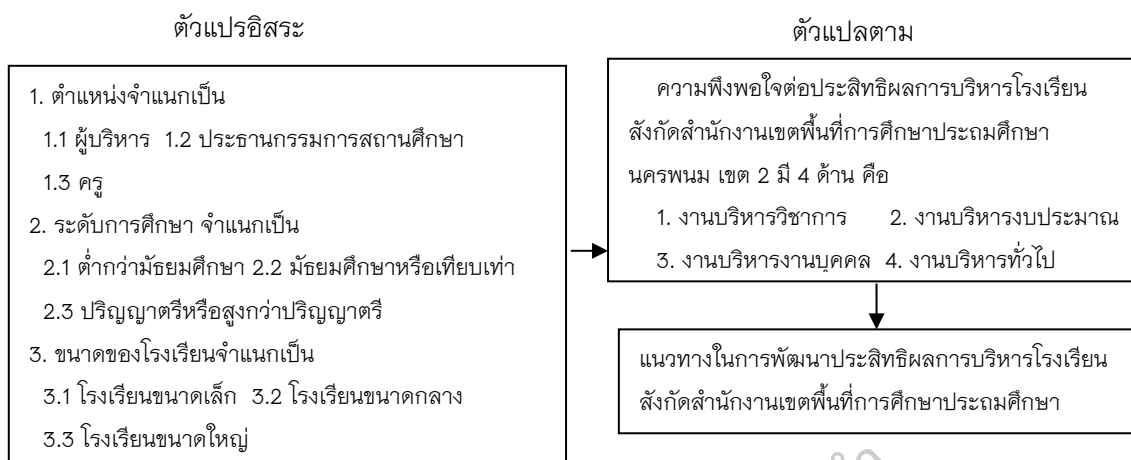 ตัวแปรอิสระ
1. ตำแหน่งจำแนกเป็น
1.1 ผู้บริหาร 1.2 ประธานกรรมการสถานศึกษา
1.3 ครู
2. ระดับการศึกษา จำแนกเป็น
2.1 ต่ำกว่ามัธยมศึกษา 2.2 มัธยมศึกษาหรือเทียบเท่า
2.3 ปริญญาตรีหรือสูงกว่าปริญญาตรี
3. ขนาดของโรงเรียนจำแนกเป็น
3.1 โรงเรียนขนาดเล็ก 3.2 โรงเรียนขนาดกลาง
3.3 โรงเรียนขนาดใหญ่
ตัวแปลตาม
ความพึงพอใจต่อประสิทธิผลการบริหารโรงเรียน
สังกัดสำนักงานเขตพื้นที่การศึกษาประถมศึกษา
นครพนม เขต 2 มี 4 ด้าน คือ
1. งานบริหารวิชาการ 2. งานบริหารงบประมาณ
3. งานบริหารงานบุคคล 4. งานบริหารทั่วไป
แนวทางในการพัฒนาประสิทธิผลการบริหารโรงเรียน
สังกัดสำนักงานเขตพื้นที่การศึกษาประถมศึกษา